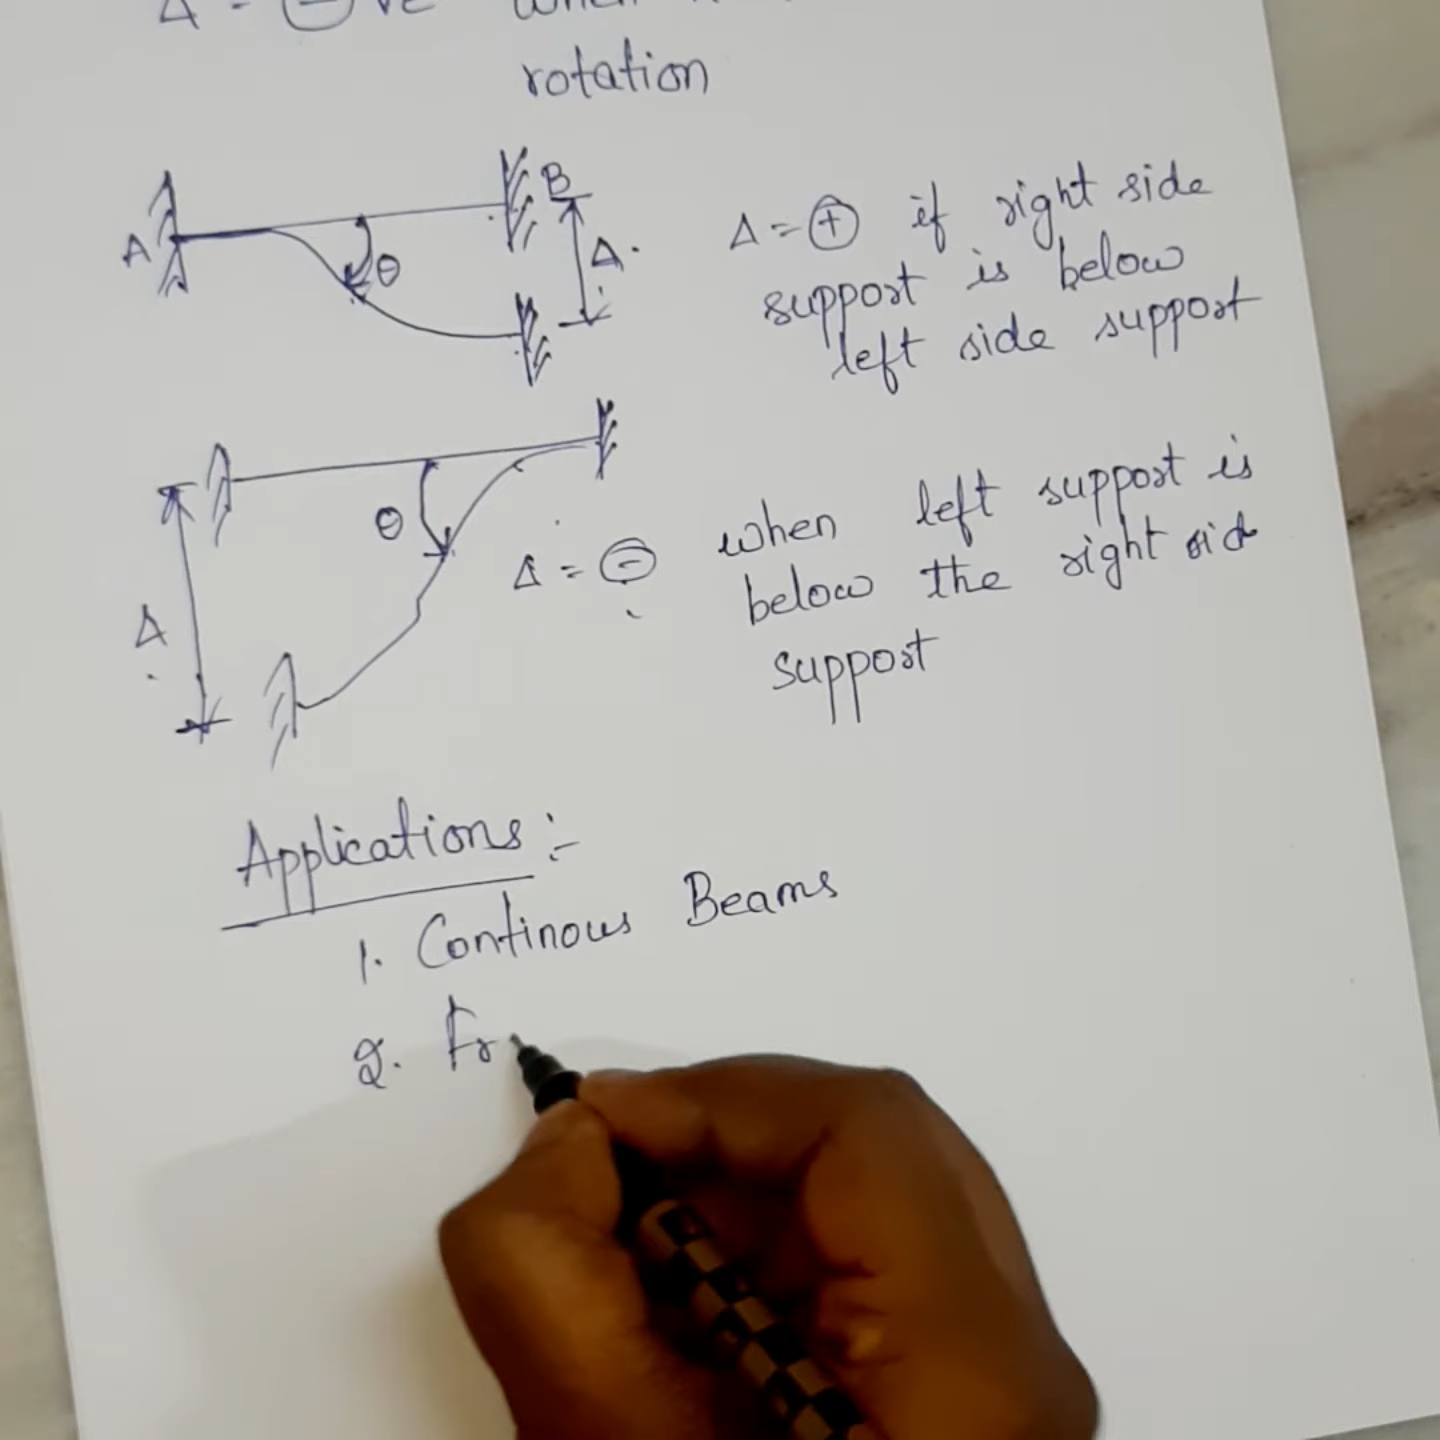 rotation
A
B
θ
Δ.
Δ = ⊕ if right side
support is below
left side support
θ
Δ
Δ = ⊖ when left support is
below the right sid
support
Applications :-
1. Continous Beams
2. Fr